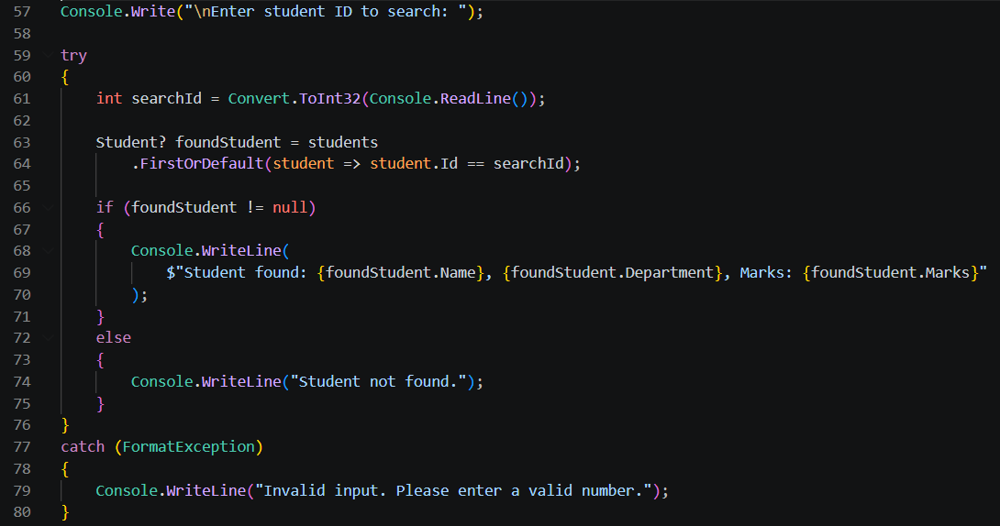 57 Console.Write("\nEnter student ID to search: ");
58
59 try
60 {
61     int searchId = Convert.ToInt32(Console.ReadLine());
62
63     Student? foundStudent = students
64         .FirstOrDefault(student => student.Id == searchId);
65
66     if (foundStudent != null)
67     {
68         Console.WriteLine(
69             $"Student found: {foundStudent.Name}, {foundStudent.Department}, Marks: {foundStudent.Marks}"
70         );
71     }
72     else
73     {
74         Console.WriteLine("Student not found.");
75     }
76 }
77 catch (FormatException)
78 {
79     Console.WriteLine("Invalid input. Please enter a valid number.");
80 }